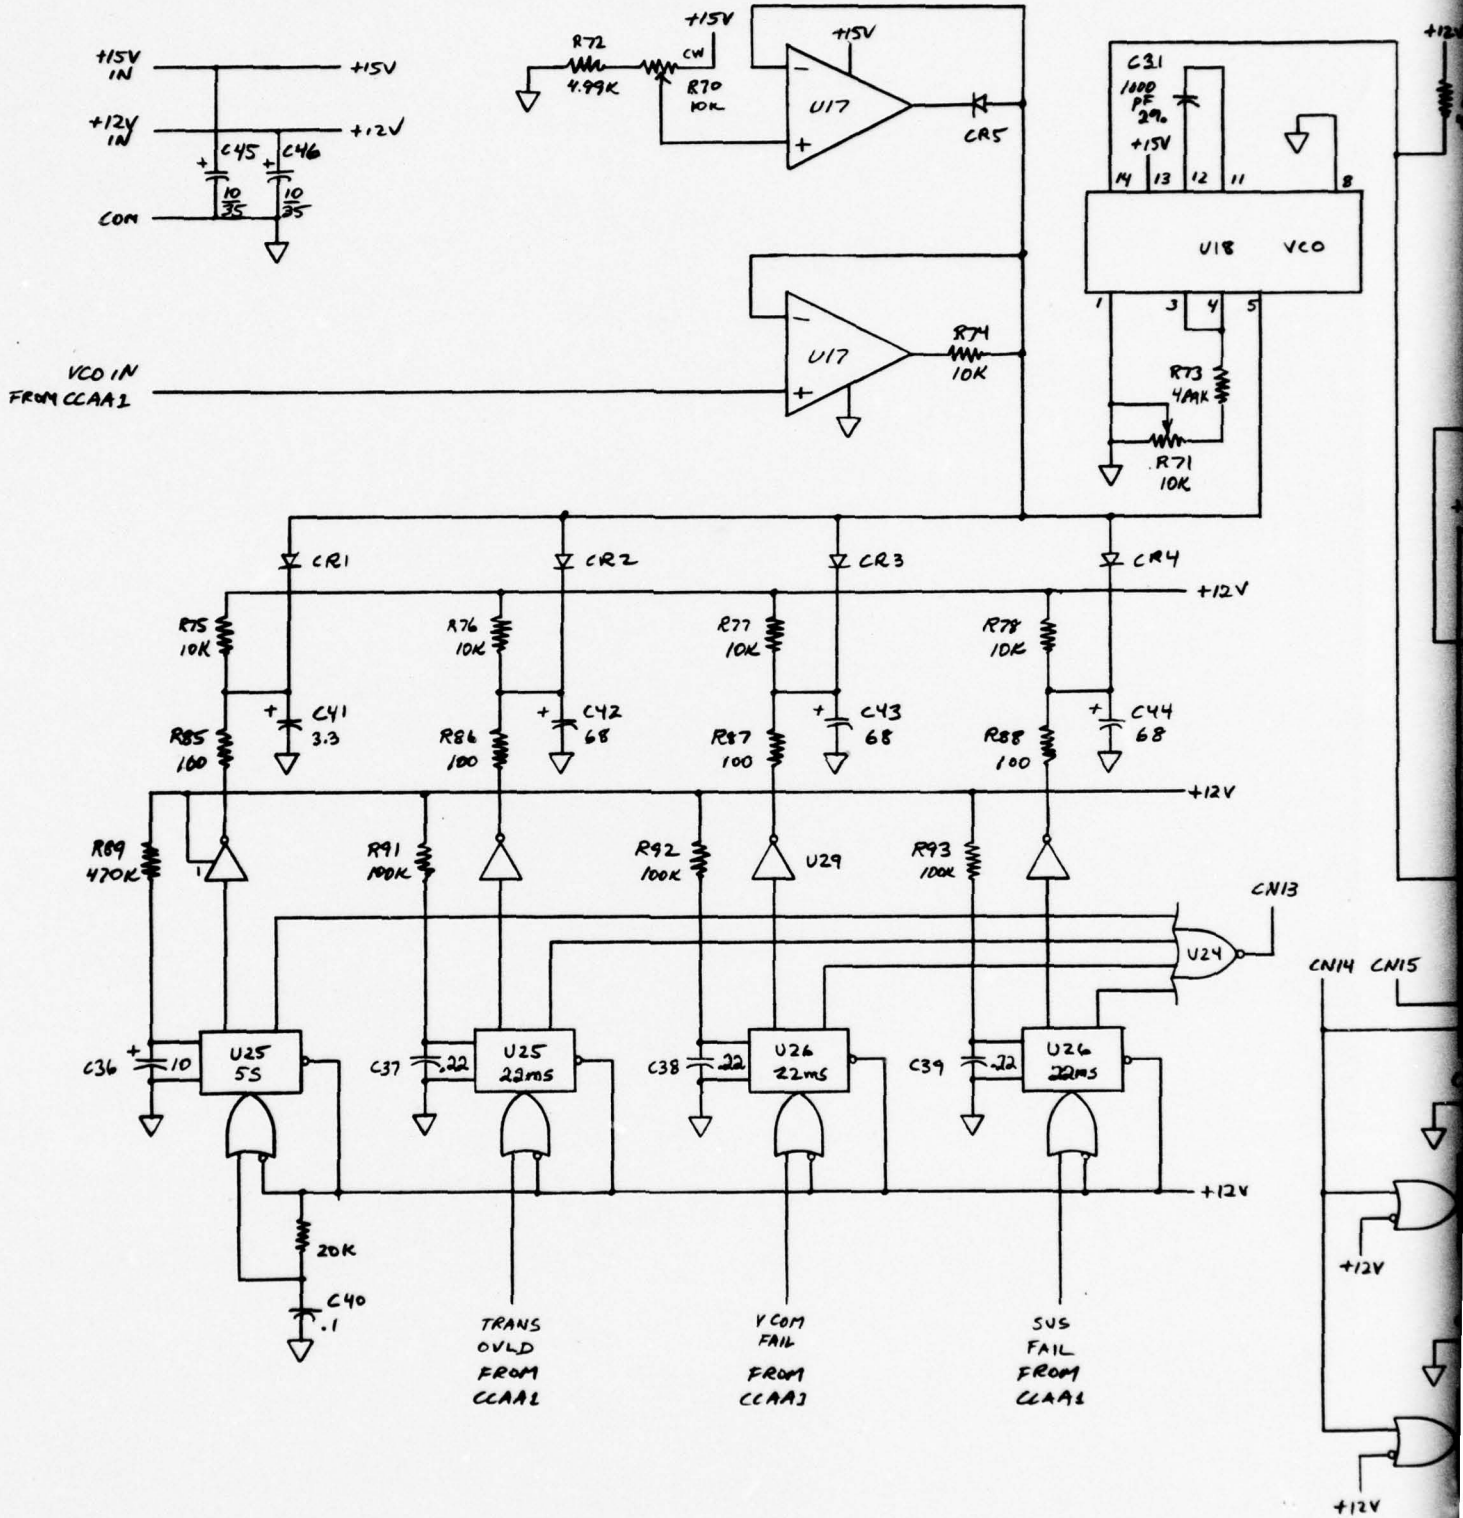 +15V
IN
+15V
+12V
IN
+12V
C45
C46
+
+
10
35
10
35
COM
R72
4.99K
CW
+15V
R70
10K
+15V
−
U17
+
CR5
C31
1000
PF
2%
+15V
14
13
12
11
8
U18
VCO
1
3
4
5
R73
R71
10K
+12V
VCO IN
FROM CCAA1
−
U17
+
R74
10K
CR1
CR2
CR3
CR4
+12V
R75
10K
R76
10K
R77
10K
R78
10K
+
C41
3.3
+
C42
68
+
C43
68
+
C44
68
R85
100
R86
100
R87
100
R88
100
+12V
R89
470K
1
R91
100K
R92
100K
U29
R93
100K
CN13
U24
CN14
CN15
C36
+
10
U25
5S
C37
.22
U25
22ms
C38
.22
U26
22ms
C39
.22
U26
22ms
+12V
20K
C40
.1
TRANS
OVLD
FROM
CCAA1
V COM
FAIL
FROM
CCAA1
SUS
FAIL
FROM
CCAA1
+12V
+12V